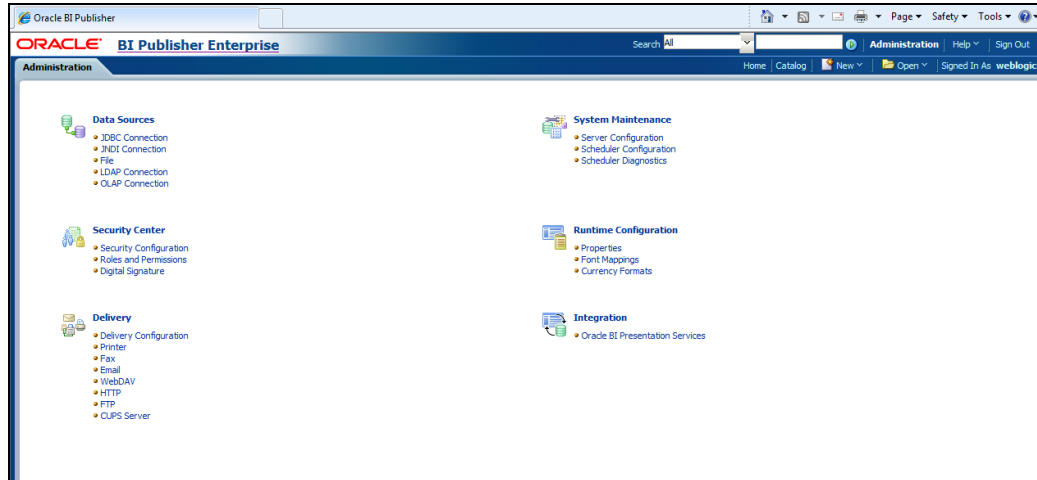 Oracle BI Publisher
Page Safety Tools
ORACLE BI Publisher Enterprise
Search All
Administration Help Sign Out
Administration
Home Catalog New Open Signed In As weblogic
Data Sources
JDBC Connection
JNDI Connection
File
LDAP Connection
OLAP Connection
System Maintenance
Server Configuration
Scheduler Configuration
Scheduler Diagnostics
Security Center
Security Configuration
Roles and Permissions
Digital Signature
Runtime Configuration
Properties
Font Mappings
Currency Formats
Delivery
Delivery Configuration
Printer
Fax
Email
WebDAV
HTTP
FTP
CUPS Server
Integration
Oracle BI Presentation Services